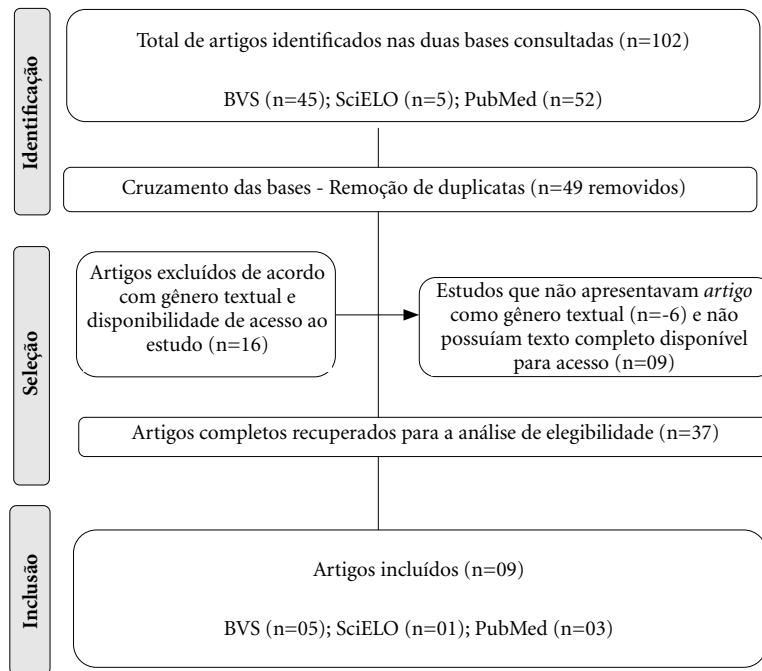 Identificação
Total de artigos identificados nas duas bases consultadas (n=102)
BVS (n=45); SciELO (n=5); PubMed (n=52)
Cruzamento das bases - Remoção de duplicatas (n=49 removidos)
Seleção
Artigos excluídos de acordo
com gênero textual e
disponibilidade de acesso ao
estudo (n=16)
Estudos que não apresentavam artigo
como gênero textual (n=-6) e não
possuíam texto completo disponível
para acesso (n=09)
Artigos completos recuperados para a análise de elegibilidade (n=37)
Inclusão
Artigos incluídos (n=09)
BVS (n=05); SciELO (n=01); PubMed (n=03)